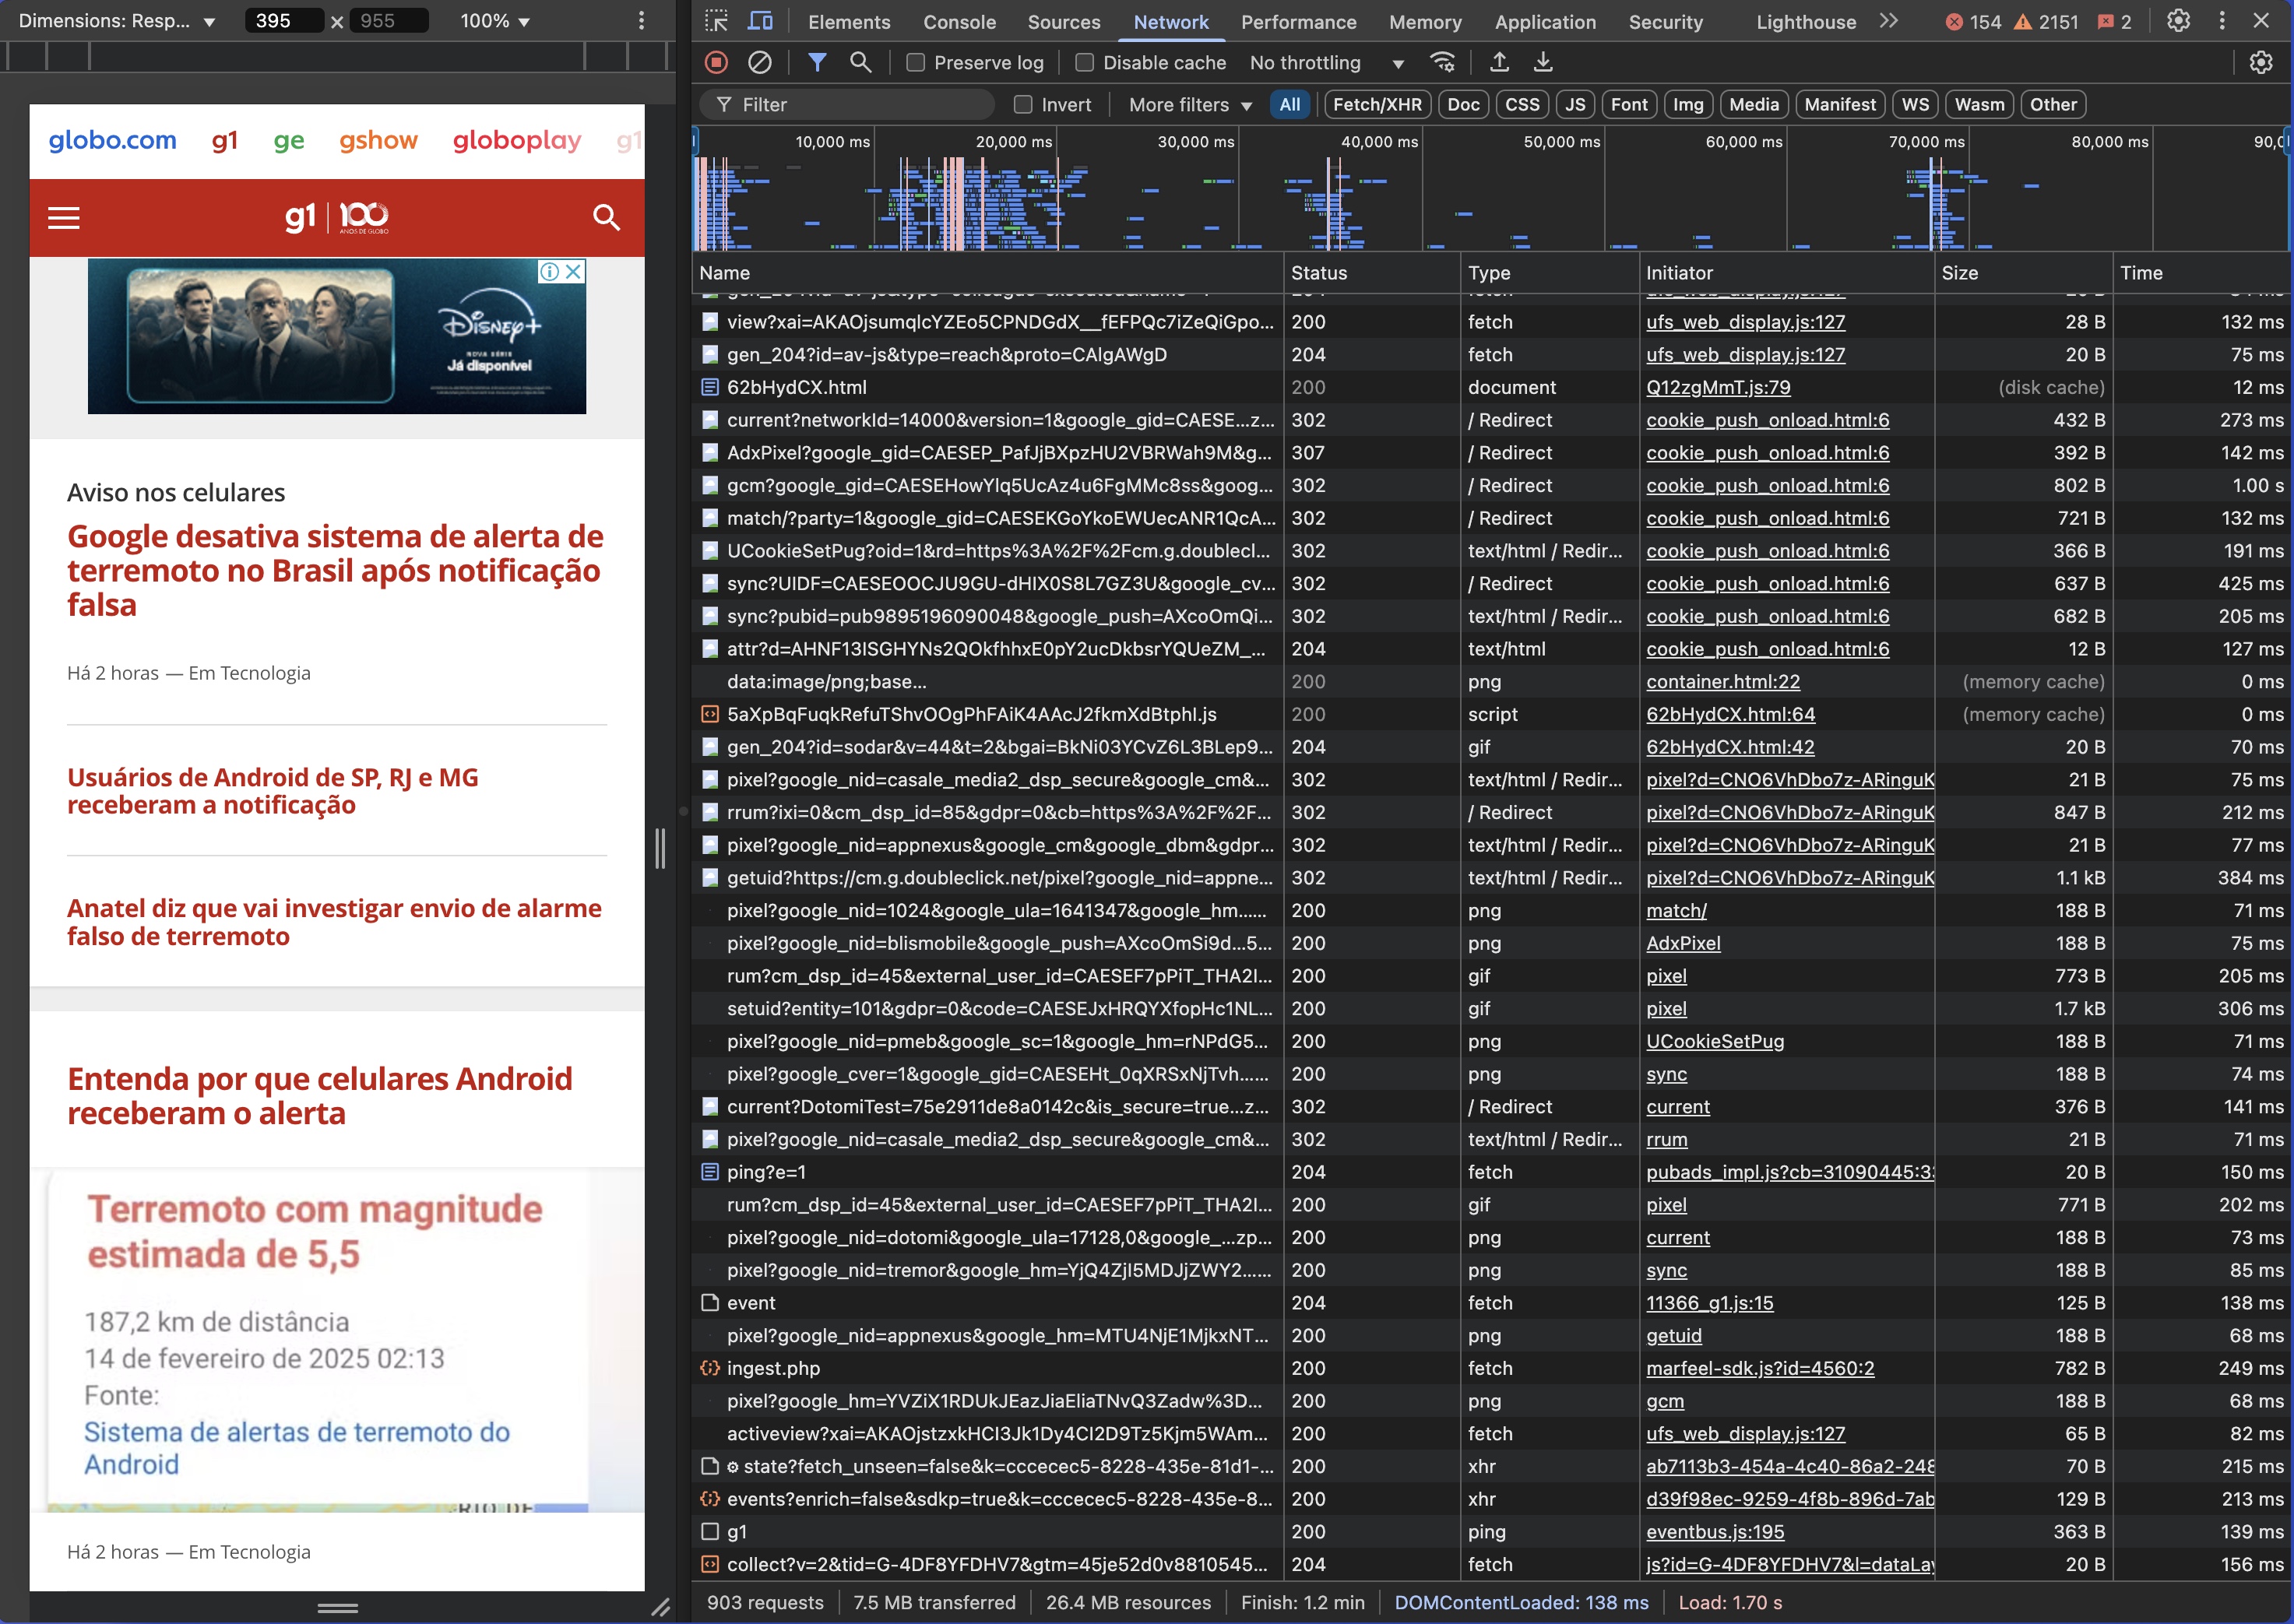 Dimensions: Resp... 395 x 955 100%
globo.com g1 ge gshow globoplay g1
g1 100
ANOS DE GLOBO
DISNEY+
NOVA SÉRIE
Já disponível
Aviso nos celulares
Google desativa sistema de alerta de
terremoto no Brasil após notificação
falsa
Há 2 horas — Em Tecnologia
Usuários de Android de SP, RJ e MG
receberam a notificação
Anatel diz que vai investigar envio de alarme
falso de terremoto
Entenda por que celulares Android
receberam o alerta
Terremoto com magnitude
estimada de 5,5
187,2 km de distância
14 de fevereiro de 2025 02:13
Fonte:
Sistema de alertas de terremoto do
Android
RIO DE
Há 2 horas — Em Tecnologia
Elements Console Sources Network Performance Memory Application Security Lighthouse 154 2151 2
Preserve log Disable cache No throttling
Filter Invert More filters All Fetch/XHR Doc CSS JS Font Img Media Manifest WS Wasm Other
10,000 ms 20,000 ms 30,000 ms 40,000 ms 50,000 ms 60,000 ms 70,000 ms 80,000 ms 90,0
Name Status Type Initiator Size Time
view?xai=AKAOjsumqlcYZEo5CPNDGdX__fEFPQc7iZeQiGpo... 200 fetch ufs_web_display.js:127 28 B 132 ms
gen_204?id=av-js&type=reach&proto=CAIgAWgD 204 fetch ufs_web_display.js:127 20 B 75 ms
62bHydCX.html 200 document Q12zgMmT.js:79 (disk cache) 12 ms
current?networkId=14000&version=1&google_gid=CAESE...z... 302 / Redirect cookie_push_onload.html:6 432 B 273 ms
AdxPixel?google_gid=CAESEP_PafJjBXpzHU2VBRWah9M&g... 307 / Redirect cookie_push_onload.html:6 392 B 142 ms
gcm?google_gid=CAESEHowYlq5UcAz4u6FgMMc8ss&goog... 302 / Redirect cookie_push_onload.html:6 802 B 1.00 s
match/?party=1&google_gid=CAESEKGoYkoEWUecANR1QcA... 302 / Redirect cookie_push_onload.html:6 721 B 132 ms
UCookieSetPug?oid=1&rd=https%3A%2F%2Fcm.g.doublecl... 302 text/html / Redir... cookie_push_onload.html:6 366 B 191 ms
sync?UIDF=CAESEOOCJU9GU-dHIX0S8L7GZ3U&google_cv... 302 / Redirect cookie_push_onload.html:6 637 B 425 ms
sync?pubid=pub9895196090048&google_push=AXcoOmQi... 302 text/html / Redir... cookie_push_onload.html:6 682 B 205 ms
attr?d=AHNF13ISGHYNs2QOkfhhxE0pY2ucDkbsrYQUeZM_... 204 text/html cookie_push_onload.html:6 12 B 127 ms
data:image/png;base... 200 png container.html:22 (memory cache) 0 ms
5aXpBqFuqkRefuTShvOOgPhFAiK4AAcJ2fkmXdBtphI.js 200 script 62bHydCX.html:64 (memory cache) 0 ms
gen_204?id=sodar&v=44&t=2&bgai=BkNi03YCvZ6L3BLep9... 204 gif 62bHydCX.html:42 20 B 70 ms
pixel?google_nid=casale_media2_dsp_secure&google_cm&... 302 text/html / Redir... pixel?d=CNO6VhDbo7z-ARinguK 21 B 75 ms
rrum?ixi=0&cm_dsp_id=85&gdpr=0&cb=https%3A%2F%2F... 302 / Redirect pixel?d=CNO6VhDbo7z-ARinguK 847 B 212 ms
pixel?google_nid=appnexus&google_cm&google_dbm&gdpr... 302 text/html / Redir... pixel?d=CNO6VhDbo7z-ARinguK 21 B 77 ms
getuid?https://cm.g.doubleclick.net/pixel?google_nid=appne... 302 text/html / Redir... pixel?d=CNO6VhDbo7z-ARinguK 1.1 kB 384 ms
pixel?google_nid=1024&google_ula=1641347&google_hm...... 200 png match/ 188 B 71 ms
pixel?google_nid=blismobile&google_push=AXcoOmSi9d...5... 200 png AdxPixel 188 B 75 ms
rum?cm_dsp_id=45&external_user_id=CAESEF7pPiT_THA2I... 200 gif pixel 773 B 205 ms
setuid?entity=101&gdpr=0&code=CAESEJxHRQYXfopHc1NL... 200 gif pixel 1.7 kB 306 ms
pixel?google_nid=pmeb&google_sc=1&google_hm=rNPdG5... 200 png UCookieSetPug 188 B 71 ms
pixel?google_cver=1&google_gid=CAESEHt_0qXRSxNjTvh...... 200 png sync 188 B 74 ms
current?DotomiTest=75e2911de8a0142c&is_secure=true...z... 302 / Redirect current 376 B 141 ms
pixel?google_nid=casale_media2_dsp_secure&google_cm&... 302 text/html / Redir... rrum 21 B 71 ms
ping?e=1 204 fetch pubads_impl.js?cb=31090445:3 20 B 150 ms
rum?cm_dsp_id=45&external_user_id=CAESEF7pPiT_THA2I... 200 gif pixel 771 B 202 ms
pixel?google_nid=dotomi&google_ula=17128,0&google_...zp... 200 png current 188 B 73 ms
pixel?google_nid=tremor&google_hm=YjQ4ZjI5MDJjZWY2...... 200 png sync 188 B 85 ms
event 204 fetch 11366_g1.js:15 125 B 138 ms
pixel?google_nid=appnexus&google_hm=MTU4NjE1MjkxNT... 200 png getuid 188 B 68 ms
ingest.php 200 fetch marfeel-sdk.js?id=4560:2 782 B 249 ms
pixel?google_hm=YVZiX1RDUkJEazJiaEliaTNvQ3Zadw%3D... 200 png gcm 188 B 68 ms
activeview?xai=AKAOjstzxkHCI3Jk1Dy4CI2D9Tz5Kjm5WAm... 200 fetch ufs_web_display.js:127 65 B 82 ms
state?fetch_unseen=false&k=cccecec5-8228-435e-81d1-... 200 xhr ab7113b3-454a-4c40-86a2-248 70 B 215 ms
events?enrich=false&sdkp=true&k=cccecec5-8228-435e-8... 200 xhr d39f98ec-9259-4f8b-896d-7ab 129 B 213 ms
g1 200 ping eventbus.js:195 363 B 139 ms
collect?v=2&tid=G-4DF8YFDHV7&gtm=45je52d0v8810545... 204 fetch js?id=G-4DF8YFDHV7&l=dataLay 20 B 156 ms
903 requests 7.5 MB transferred 26.4 MB resources Finish: 1.2 min DOMContentLoaded: 138 ms Load: 1.70 s